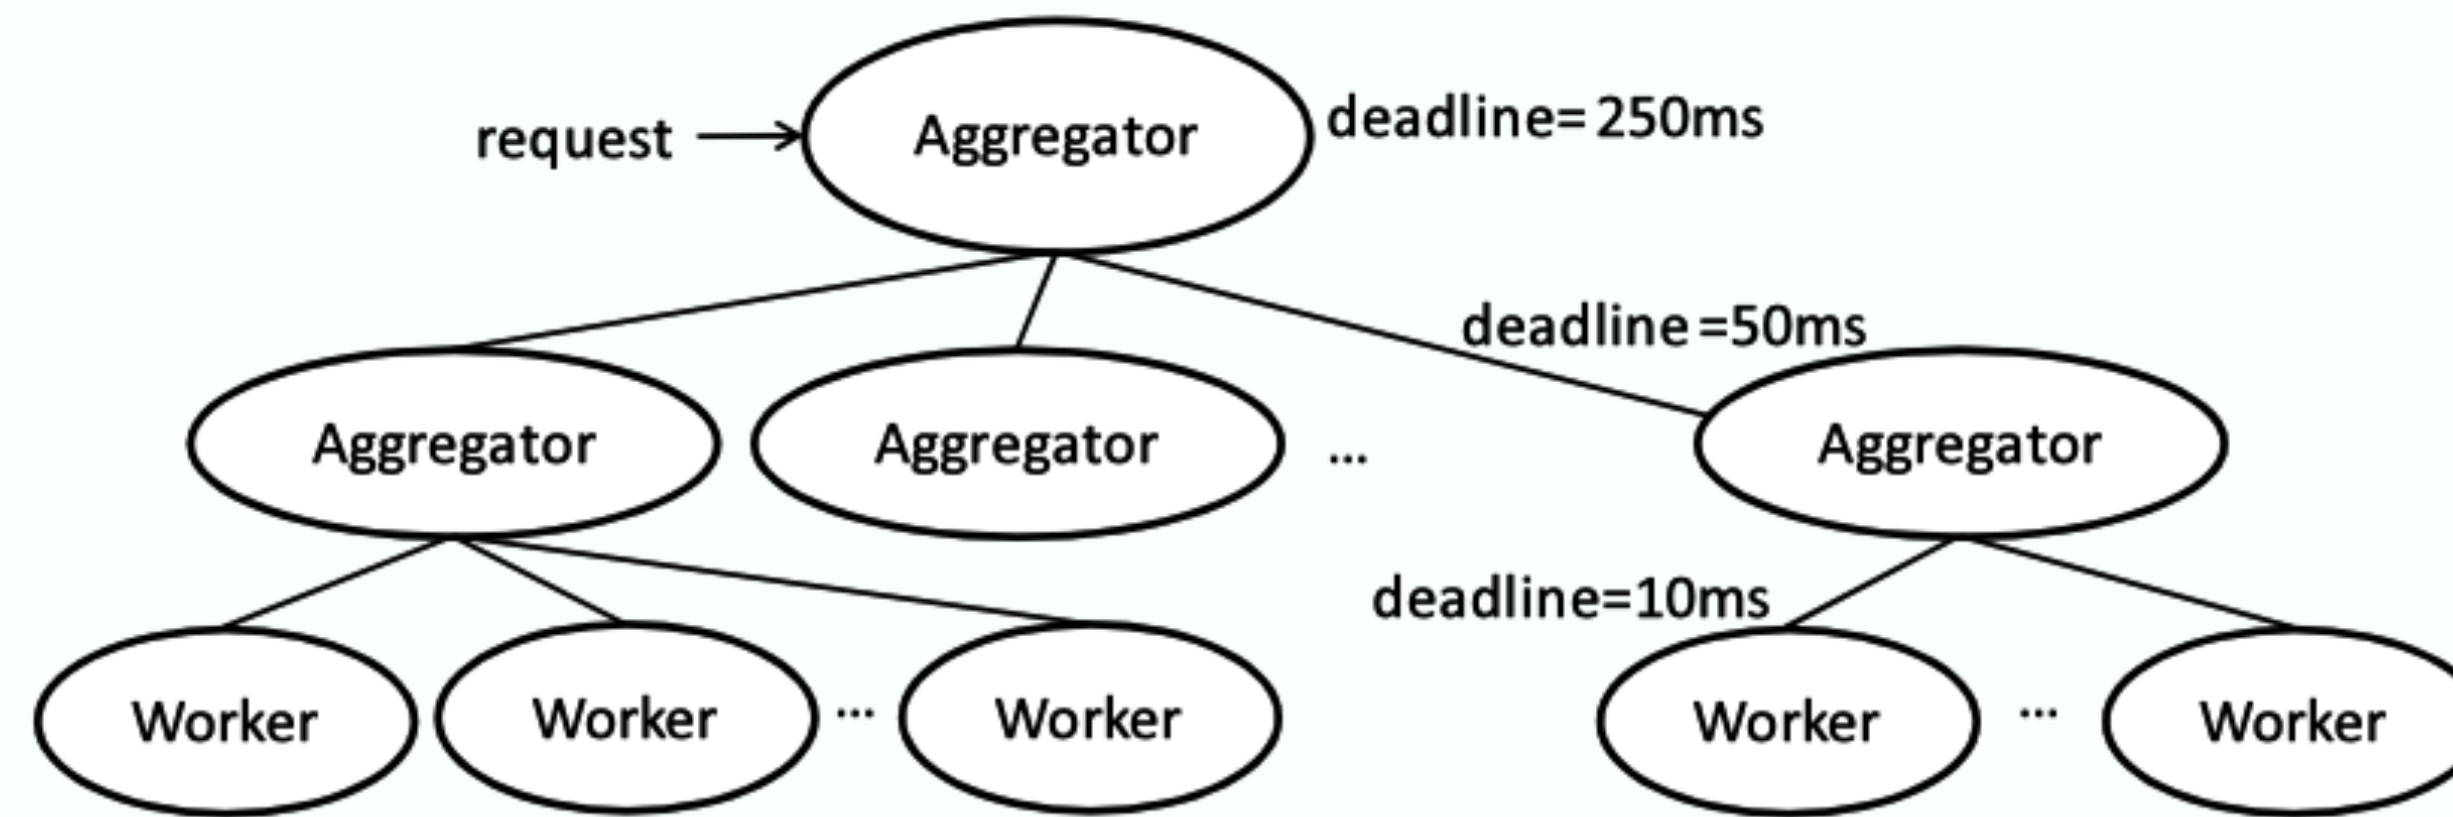 Aggregator
request
deadline= 250ms
deadline =50ms
Aggregator
Aggregator
...
Aggregator
deadline=10ms
Worker
Worker
...
Worker
Worker
...
Worker